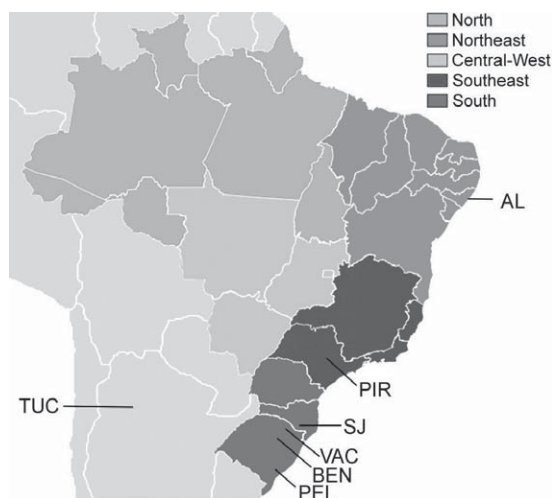 North
Northeast
Central-West
Southeast
South
AL
PIR
TUC
SJ
VAC
BEN
PEL